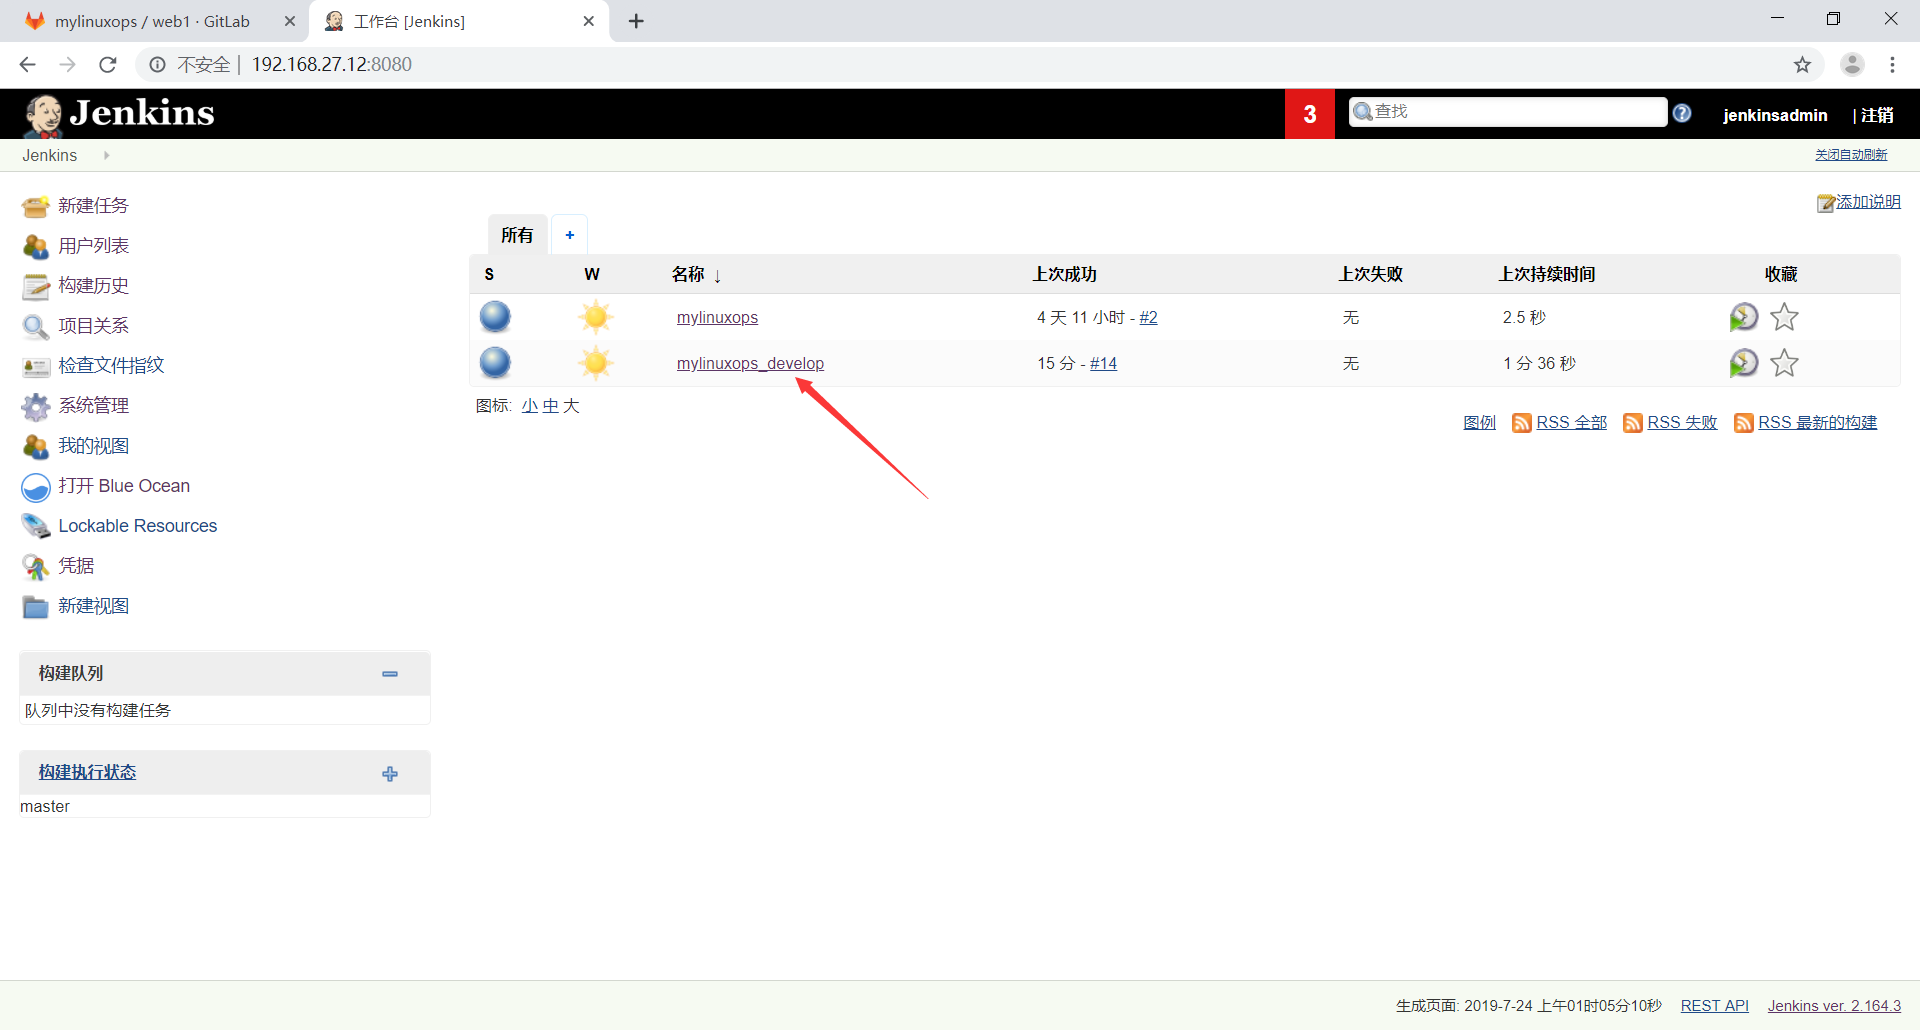 mylinuxops / web1 · GitLab
工作台 [Jenkins]
不安全 | 192.168.27.12:8080
Jenkins
3
查找
jenkinsadmin
| 注销
Jenkins
关闭自动刷新
新建任务
用户列表
构建历史
项目关系
检查文件指纹
系统管理
我的视图
打开 Blue Ocean
Lockable Resources
凭据
新建视图
构建队列
队列中没有构建任务
构建执行状态
master
添加说明
所有 +
S W 名称 ↓ 上次成功 上次失败 上次持续时间 收藏
mylinuxops 4 天 11 小时 - #2 无 2.5 秒
mylinuxops_develop 15 分 - #14 无 1 分 36 秒
图标: 小 中 大
图例 RSS 全部 RSS 失败 RSS 最新的构建
生成页面: 2019-7-24 上午01时05分10秒 REST API Jenkins ver. 2.164.3